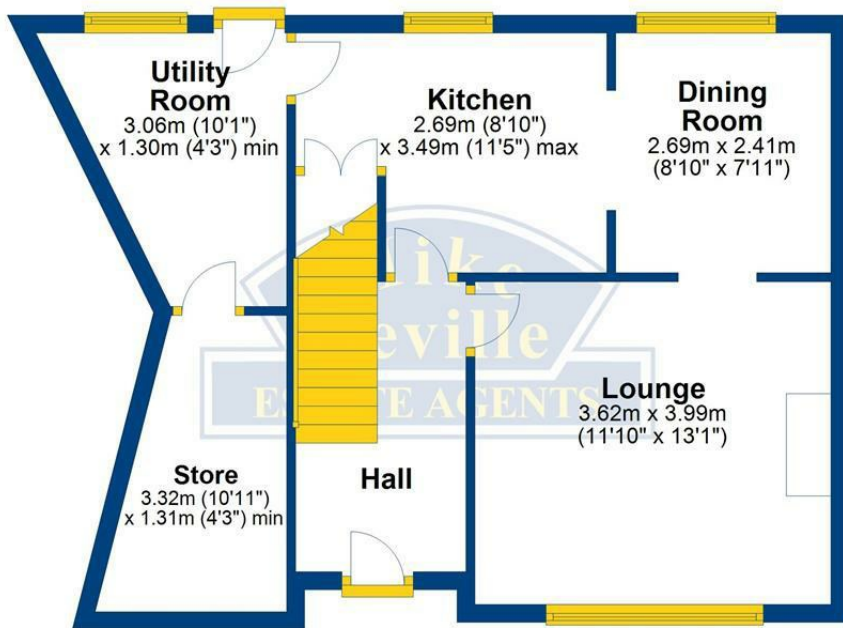 Utility
Room
3.06m (10'1")
x 1.30m (4'3") min
Kitchen
2.69m (8'10")
x 3.49m (11'5") max
Dining
Room
2.69m x 2.41m
(8'10" x 7'11")
Lounge
3.62m x 3.99m
(11'10" x 13'1")
Store
3.32m (10'11")
x 1.31m (4'3") min
Hall